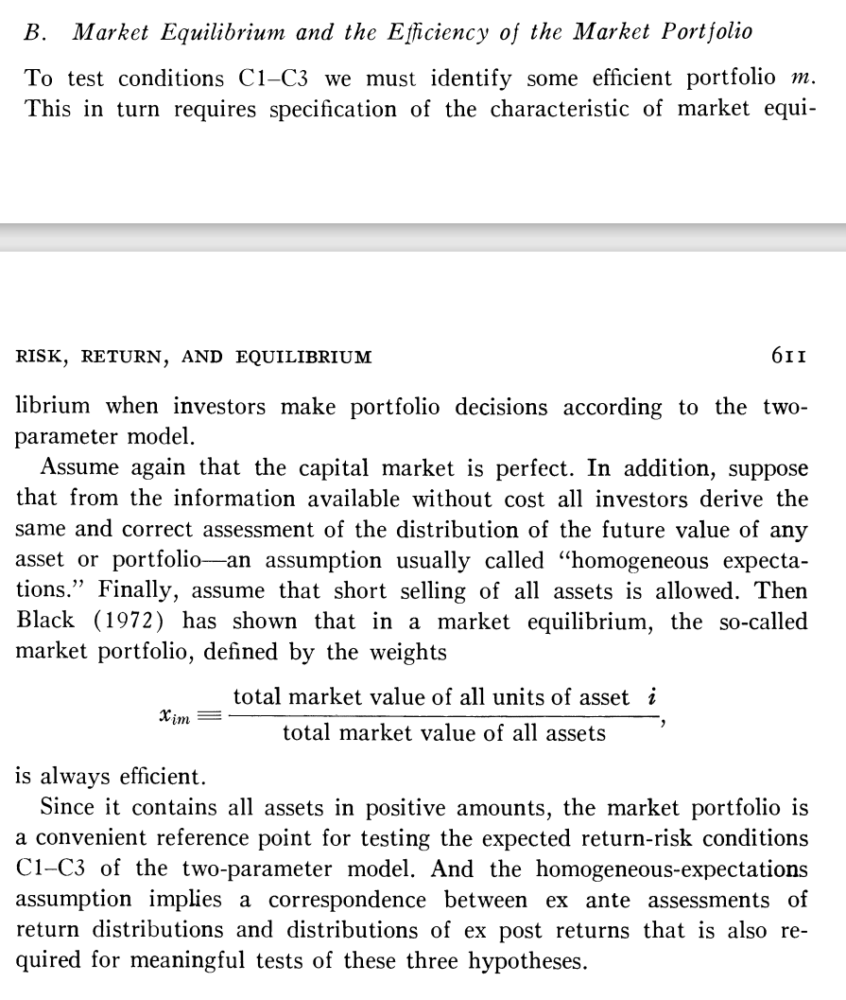 B. Market Equilibrium and the Efficiency of the Market Portfolio
To test conditions C1–C3 we must identify some efficient portfolio m.
This in turn requires specification of the characteristic of market equi-
RISK, RETURN, AND EQUILIBRIUM 611
librium when investors make portfolio decisions according to the two-
parameter model.
Assume again that the capital market is perfect. In addition, suppose
that from the information available without cost all investors derive the
same and correct assessment of the distribution of the future value of any
asset or portfolio—an assumption usually called “homogeneous expecta-
tions.” Finally, assume that short selling of all assets is allowed. Then
Black (1972) has shown that in a market equilibrium, the so-called
market portfolio, defined by the weights
total market value of all units of asset i
xim ≡
total market value of all assets ,
is always efficient.
Since it contains all assets in positive amounts, the market portfolio is
a convenient reference point for testing the expected return-risk conditions
C1–C3 of the two-parameter model. And the homogeneous-expectations
assumption implies a correspondence between ex ante assessments of
return distributions and distributions of ex post returns that is also re-
quired for meaningful tests of these three hypotheses.